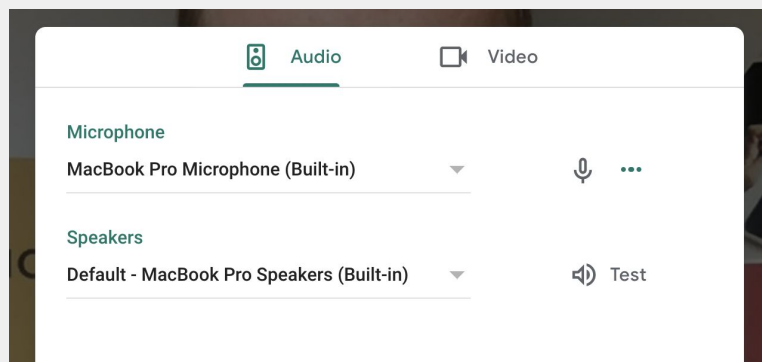 Audio
Video
Microphone
MacBook Pro Microphone (Built-in)
Speakers
Default - MacBook Pro Speakers (Built-in)
Test